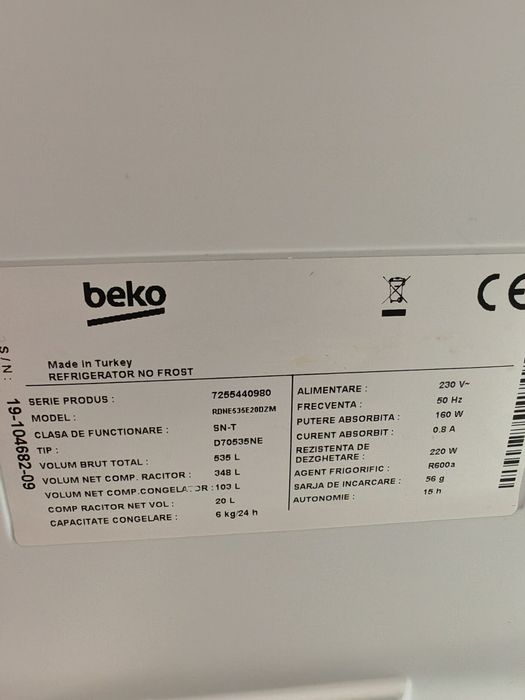 beko
CE
Made in Turkey
REFRIGERATOR NO FROST
SERIE PRODUS : 7255440980
MODEL : RDNE535E20DZM
CLASA DE FUNCTIONARE : SN-T
TIP : D70535NE
VOLUM BRUT TOTAL : 535 L
VOLUM NET COMP. RACITOR : 348 L
VOLUM NET COMP.CONGELATOR : 103 L
COMP RACITOR NET VOL : 20 L
CAPACITATE CONGELARE : 6 kg/24 h
ALIMENTARE : 230 V~
FRECVENTA : 50 Hz
PUTERE ABSORBITA : 160 W
CURENT ABSORBIT : 0.8 A
REZISTENTA DE
DEZGHETARE : 220 W
AGENT FRIGORIFIC : R600a
SARJA DE INCARCARE : 56 g
AUTONOMIE : 15 h
S/N: 19-104682-09